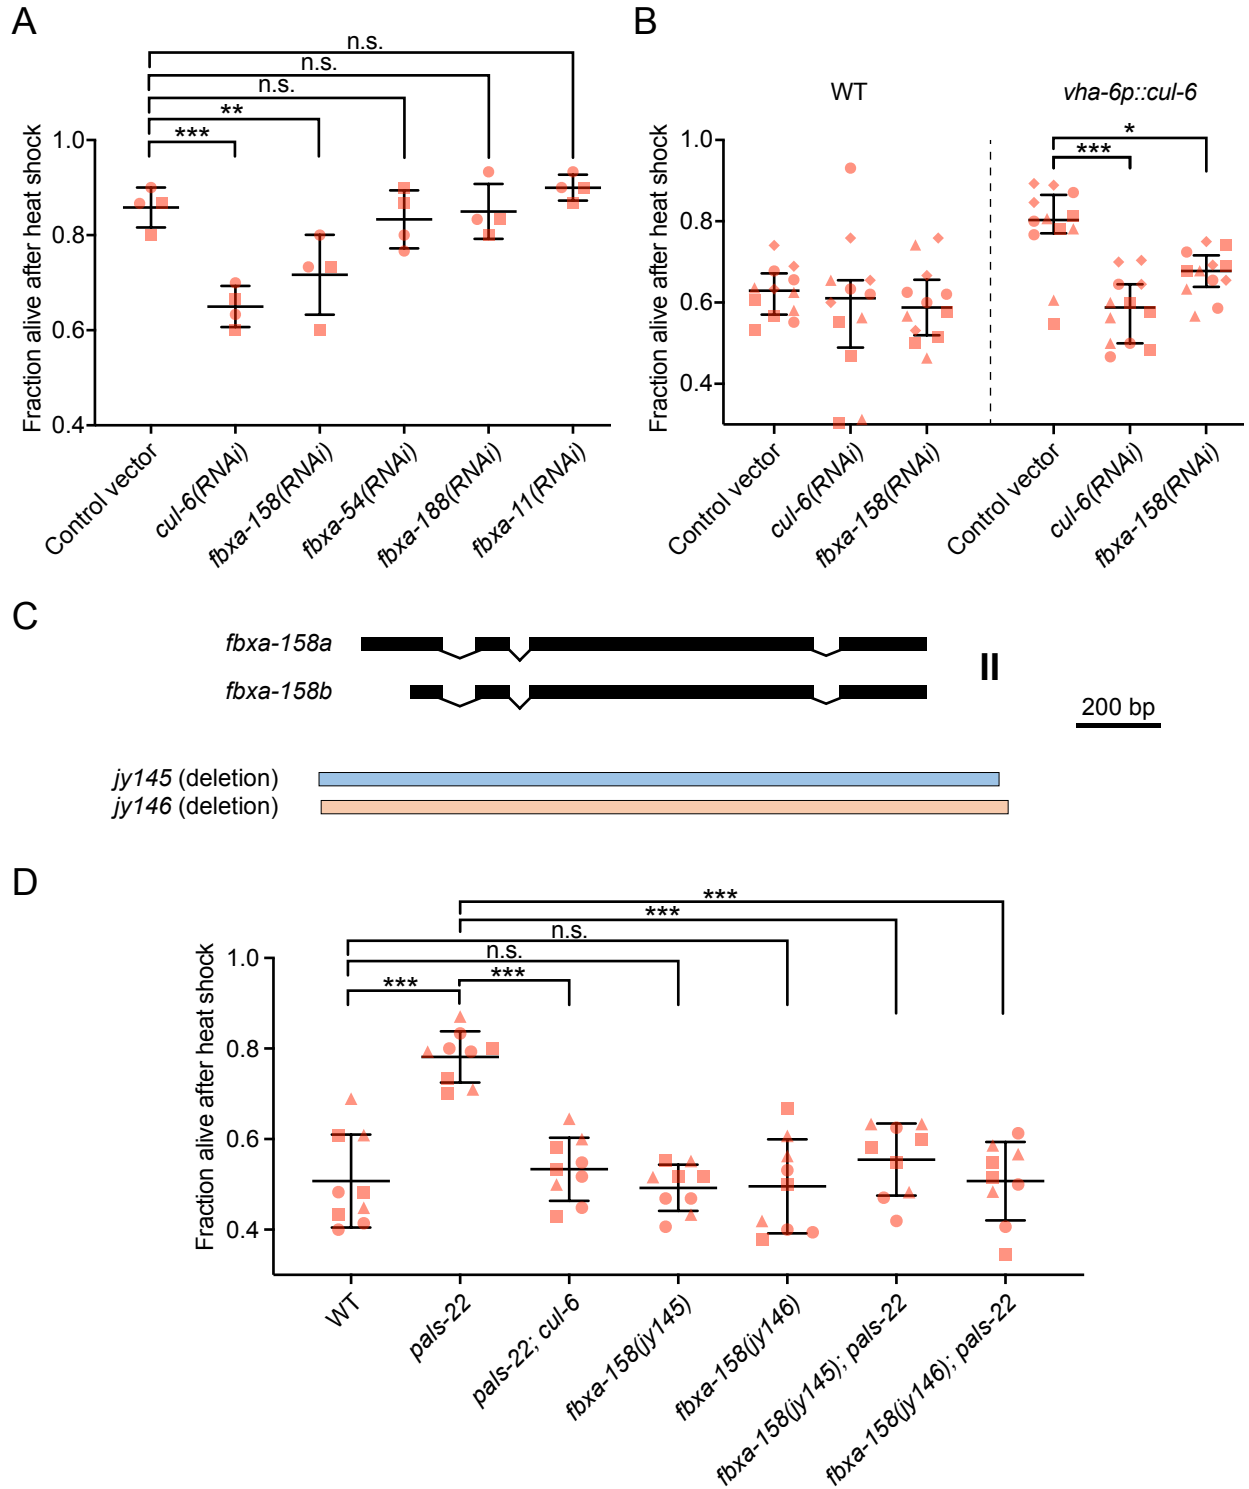 A
n.s.
n.s.
n.s.
**
***
Fraction alive after heat shock
1.0
0.8
0.6
0.4
Control vector
cul-6(RNAi)
fbxa-158(RNAi)
fbxa-54(RNAi)
fbxa-188(RNAi)
fbxa-11(RNAi)
B
WT
vha-6p::cul-6
*
***
Fraction alive after heat shock
1.0
0.8
0.6
0.4
Control vector
cul-6(RNAi)
fbxa-158(RNAi)
Control vector
cul-6(RNAi)
fbxa-158(RNAi)
C
fbxa-158a
fbxa-158b
II
200 bp
jy145 (deletion)
jy146 (deletion)
D
***
***
n.s.
n.s.
***
***
Fraction alive after heat shock
1.0
0.8
0.6
0.4
WT
pals-22
pals-22; cul-6
fbxa-158(jy145)
fbxa-158(jy146)
fbxa-158(jy145); pals-22
fbxa-158(jy146); pals-22